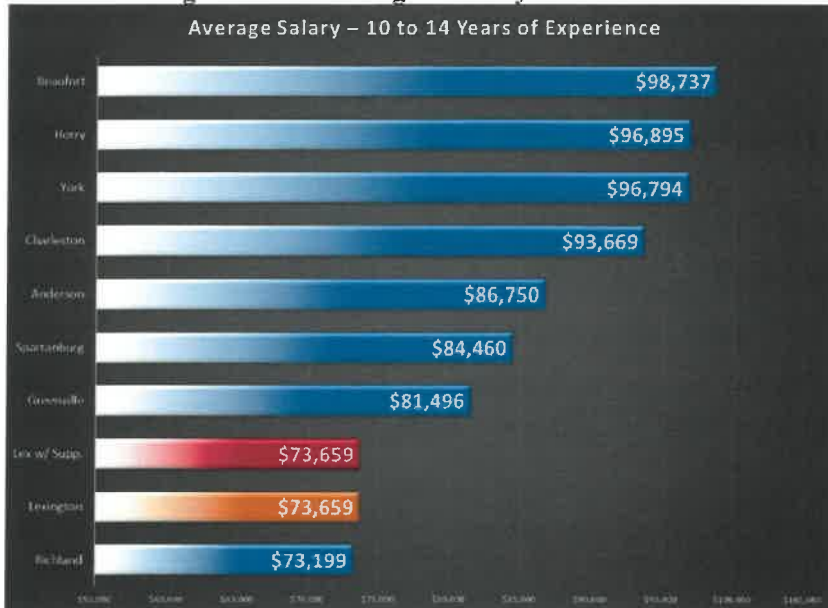 Average Salary – 10 to 14 Years of Experience
Beaufort $98,737
Horry $96,895
York $96,794
Charleston $93,669
Anderson $86,750
Spartanburg $84,460
Greenville $81,496
Lex w/ Supp. $73,659
Lexington $73,659
Richland $73,199